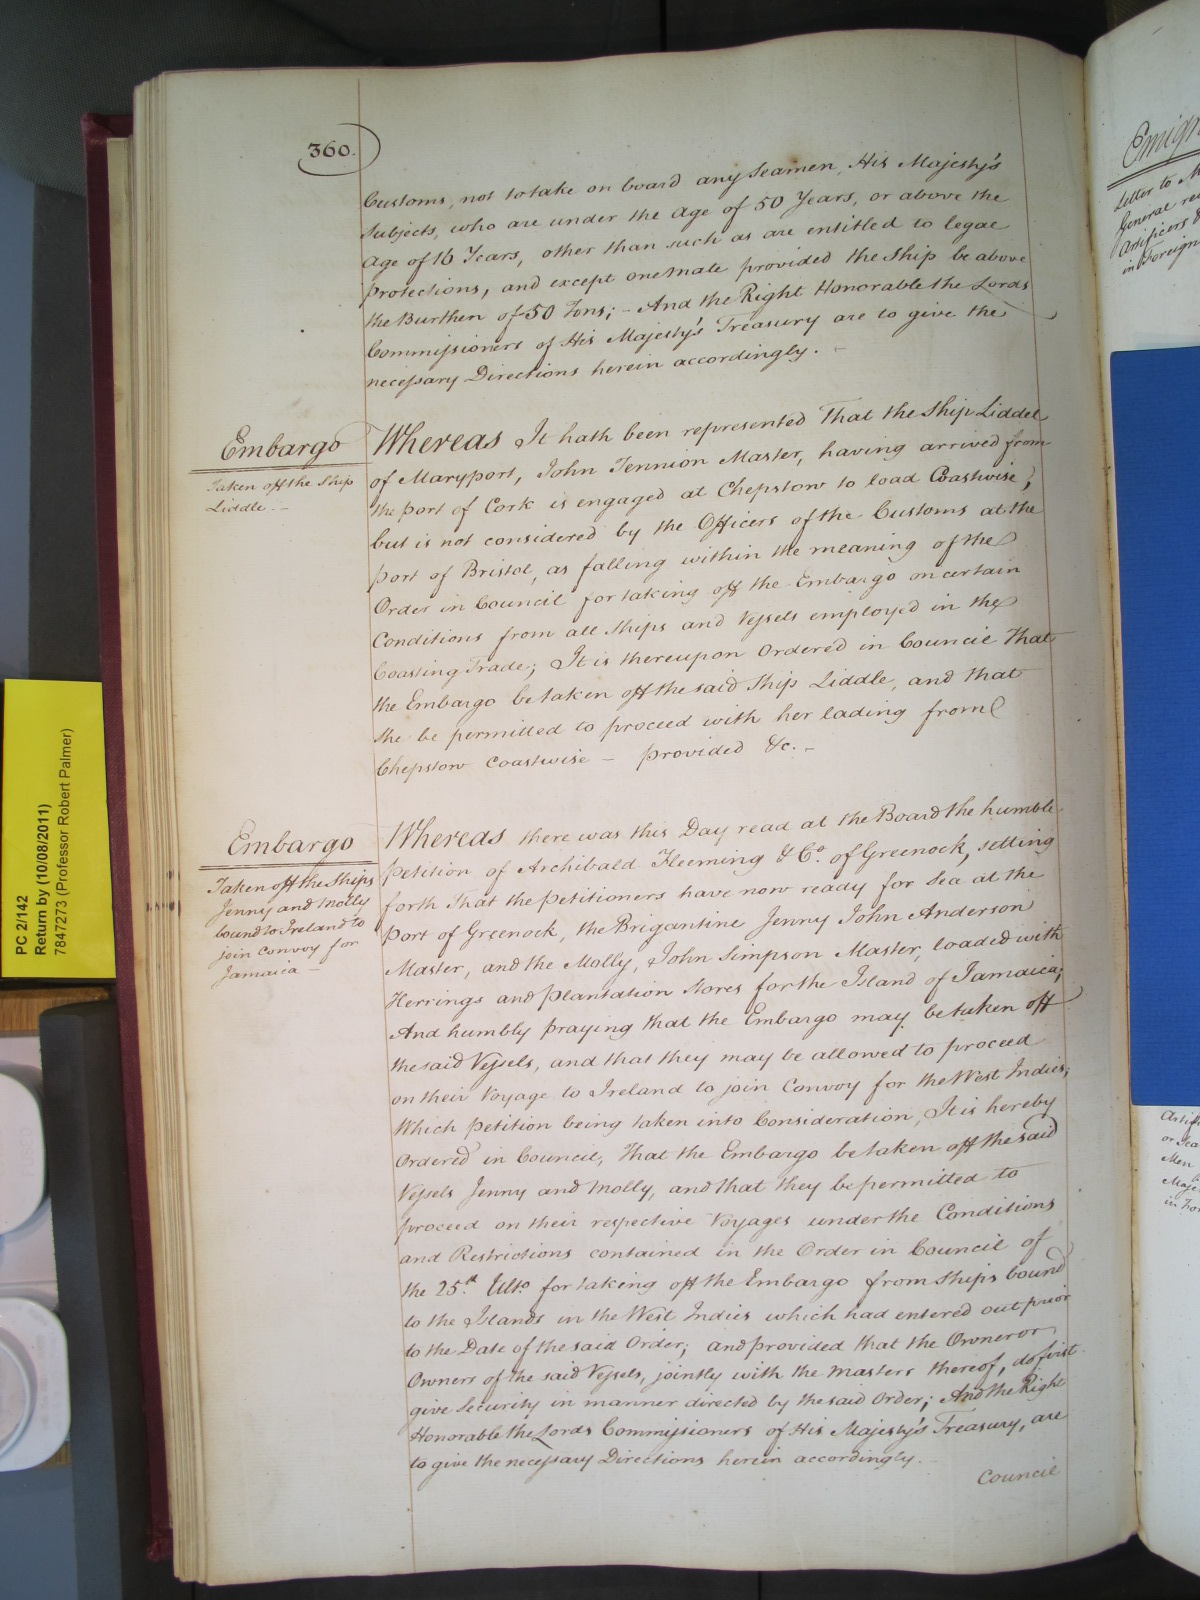 360.
Customs, not to take on board any Seamen, His Majesty's
Subjects, who are under the Age of 50 Years, or above the
Age of 16 Years, other than such as are entitled to legal
Protections, and except one Mate provided the Ship be above
the Burthen of 50 Tons; - And the Right Honorable the Lords
Commissioners of His Majesty's Treasury are to give the
necessary Directions herein accordingly. -
Embargo
Taken off the Ship
Liddle. -
Whereas It hath been represented That the Ship Liddel
of Maryport, John Tennion Master, having arrived from
the Port of Cork is engaged at Chepstow to load Coastwise,
but is not considered by the Officers of the Customs at the
Port of Bristol, as falling within the meaning of the
Order in Council for taking off the Embargo on certain
Conditions from all Ships and Vessels employ'd in the
Coasting Trade; It is thereupon Ordered in Council That
the Embargo be taken off the said Ship Liddle, and that
She be permitted to proceed with her lading from
Chepstow Coastwise - provided &c. -
Embargo
Taken off the Ships
Jenny and Molly
bound to Ireland to
join Convoy for
Jamaica -
Whereas there was this Day read at the Board the humble
Petition of Archibald Fleeming & Co. of Greenock, setting
forth That the Petitioners have now ready for Sea at the
Port of Greenock, the Brigantine Jenny John Anderson
Master, and the Molly, John Simpson Master, loaded with
Herrings and Plantation Stores for the Island of Jamaica;
And humbly praying that the Embargo may be taken off
the said Vessels, and that they may be allowed to proceed
on their Voyage to Ireland to join Convoy for the West Indies;
Which Petition being taken into Consideration, It is hereby
Ordered in Council, That the Embargo be taken off the said
Vessels Jenny and Molly, and that they be permitted to
proceed on their respective Voyages under the Conditions
and Restrictions contained in the Order in Council of
the 25th. Ulto. for taking off the Embargo from Ships bound
to the Islands in the West Indies which had entered out prior
to the Date of the said Order; and provided that the Owner or
Owners of the said Vessels, jointly with the Masters thereof, do first
give Security in manner directed by the said Order; And the Right
Honorable the Lords Commissioners of His Majesty's Treasury, are
to give the necessary Directions herein accordingly.
Council
PC 2/142
Return by (10/08/2011)
7847273 (Professor Robert Palmer)
Letter to
General
Artificers
in Foreign
or Sea
Men